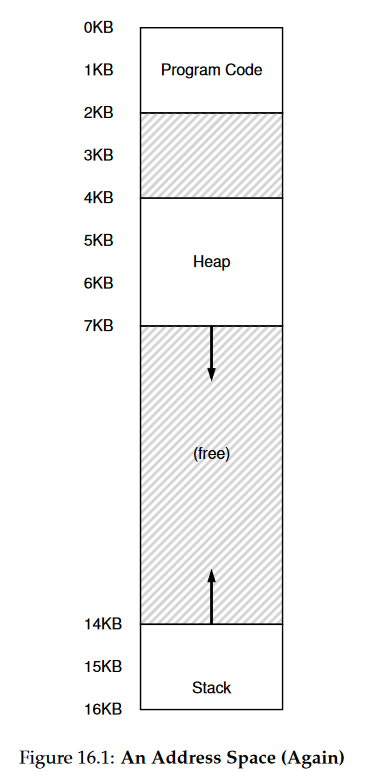 0KB
1KB
Program Code
2KB
3KB
4KB
5KB
Heap
6KB
7KB
(free)
14KB
15KB
Stack
16KB
Figure 16.1: An Address Space (Again)